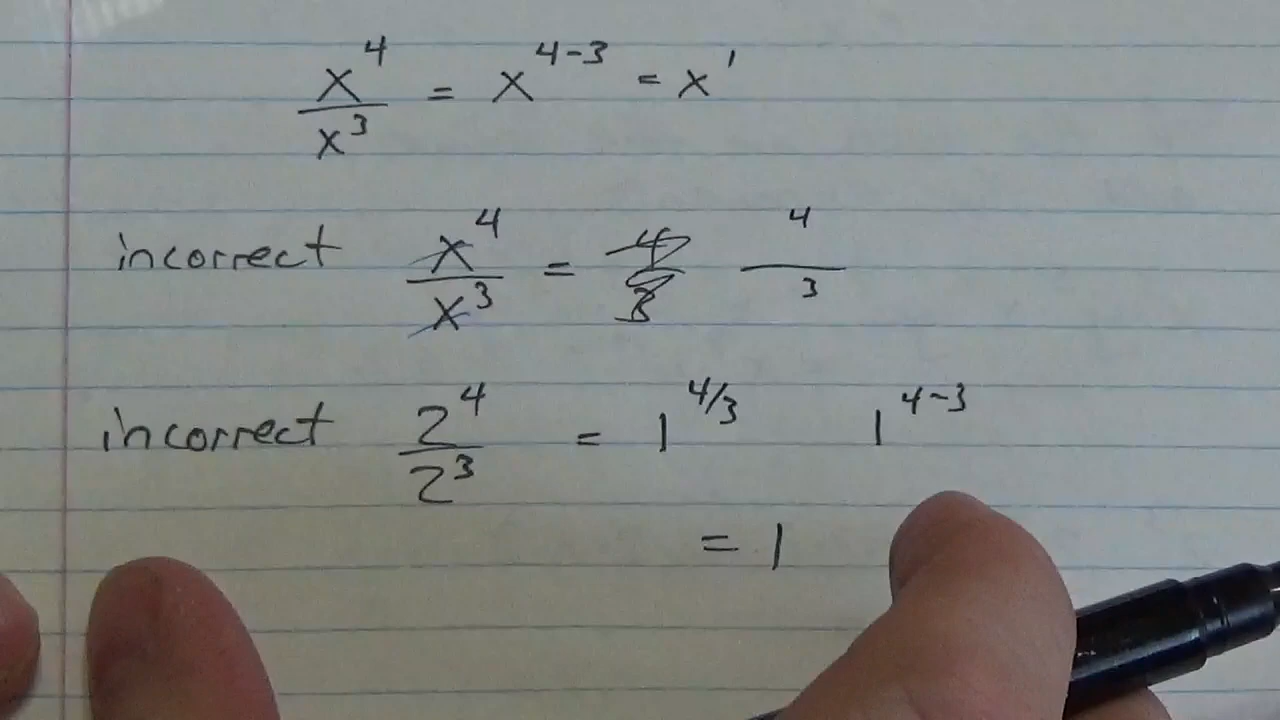 x^4/x^3 = x^(4-3) = x^1
incorrect x^4/x^3 = 4/3 4/3
incorrect 2^4/2^3 = 1^(4/3) 1^(4-3)
= 1